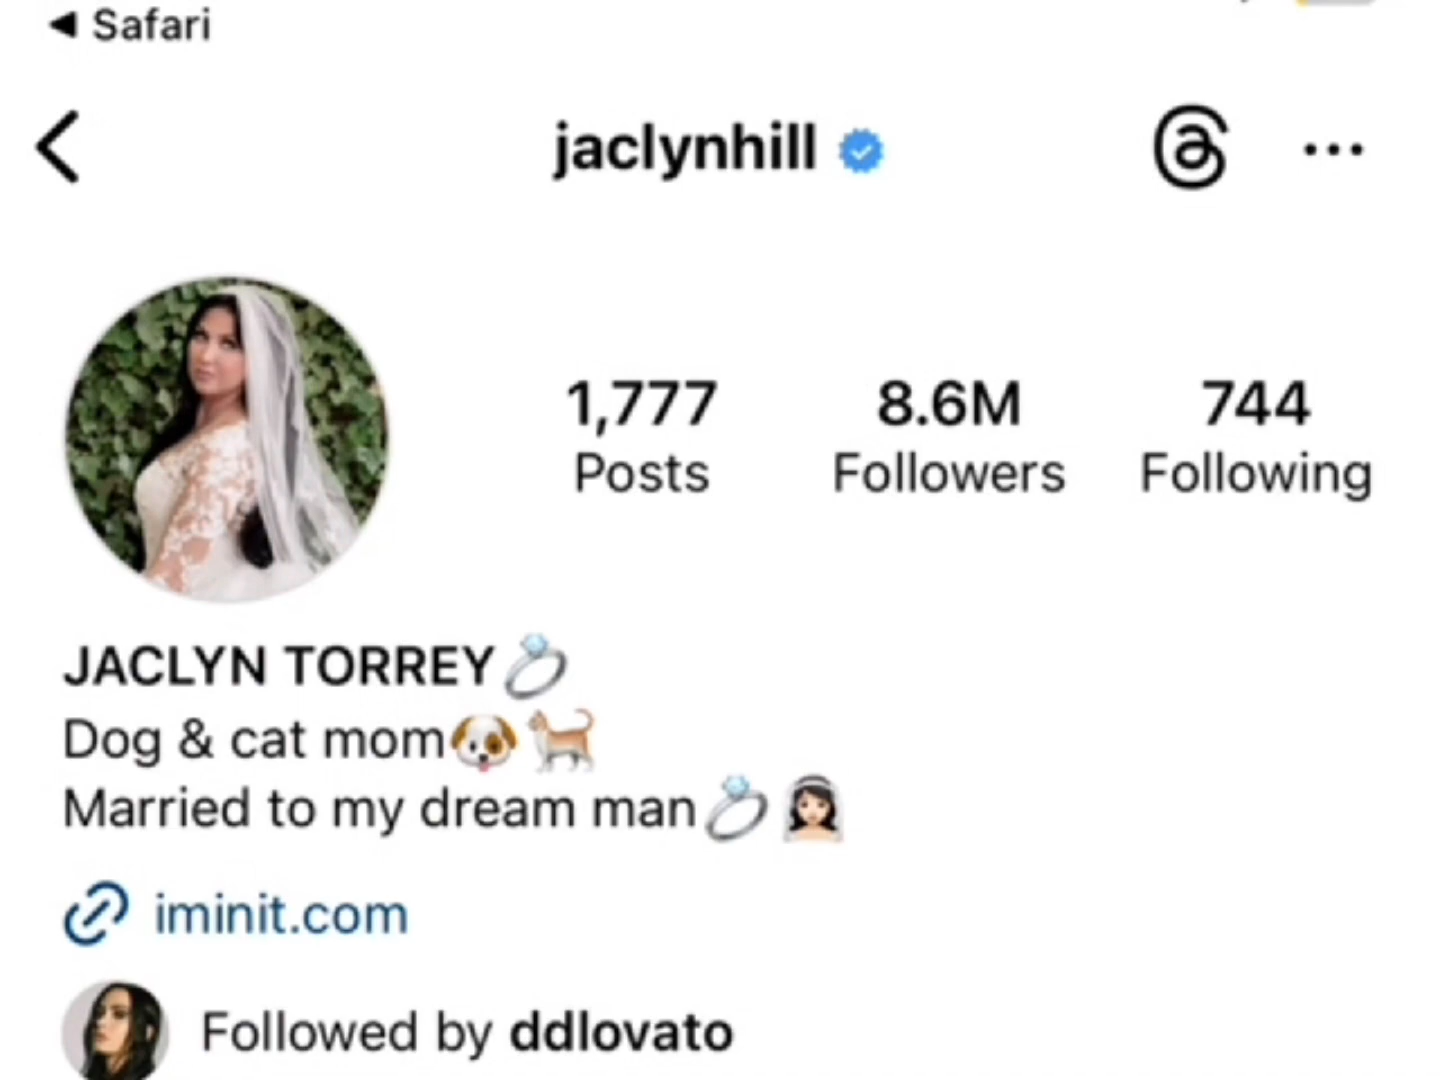 Safari
jaclynhill
1,777 8.6M 744
Posts Followers Following
JACLYN TORREY💍
Dog & cat mom🐶🐈
Married to my dream man💍👰🏻
iminit.com
Followed by ddlovato